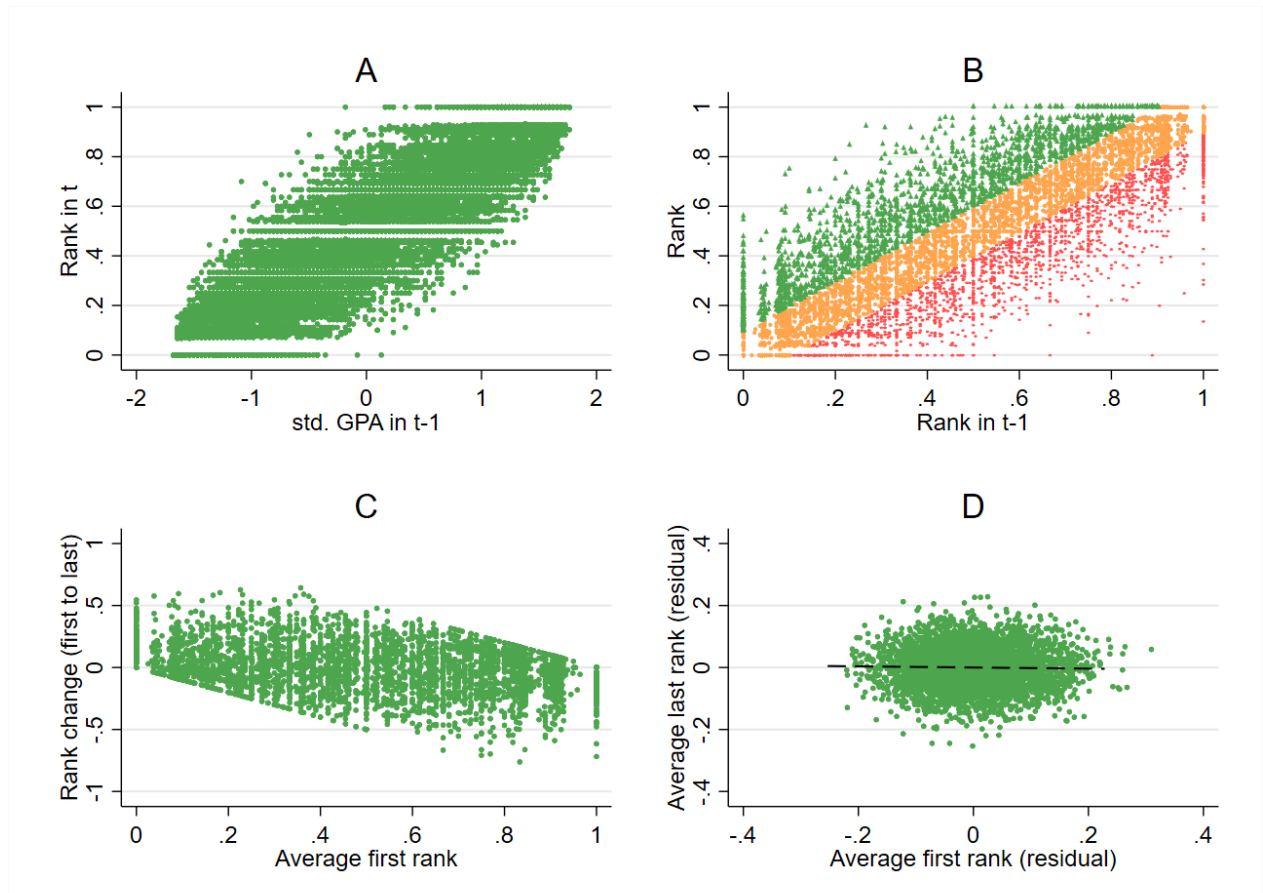 A
Rank in t
1
.8
.6
.4
.2
0
-2 -1 0 1 2
std. GPA in t-1
B
Rank
1
.8
.6
.4
.2
0
0 .2 .4 .6 .8 1
Rank in t-1
C
Rank change (first to last)
1
.5
0
-.5
-1
0 .2 .4 .6 .8 1
Average first rank
D
Average last rank (residual)
.4
.2
0
-.2
-.4
-.4 -.2 0 .2 .4
Average first rank (residual)